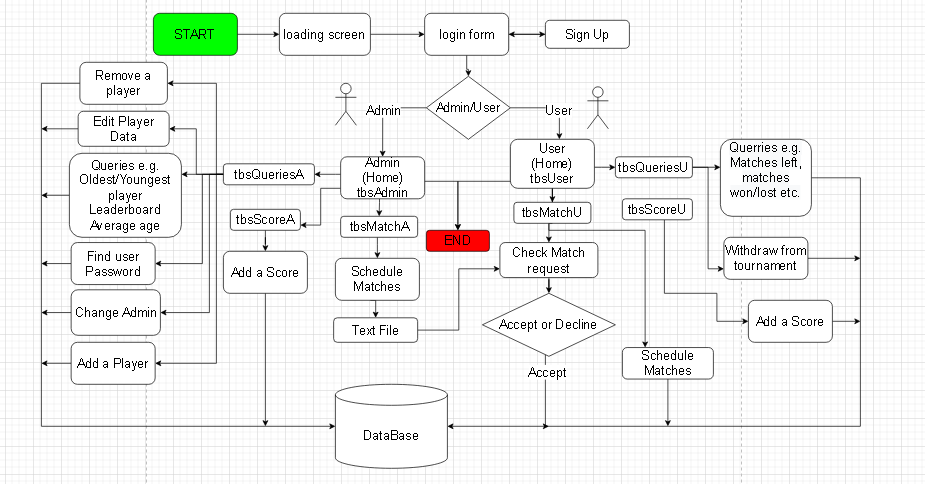 START
loading screen
login form
Sign Up
Remove a
player
Admin
Admin/User
User
Edit Player
Data
Queries e.g.
Oldest/Youngest
player
Leaderboard
Average age
tbsQueriesA
Admin
(Home)
tbsAdmin
User
(Home)
tbsUser
tbsQueriesU
Querries e.g.
Matches left,
matches
won/lost etc.
tbsScoreA
tbsMatchA
END
tbsMatchU
tbsScoreU
Find user
Password
Add a Score
Schedule
Matches
Check Match
request
Withdraw from
tournament
Change Admin
Text File
Accept or Decline
Add a Score
Add a Player
Accept
Schedule
Matches
DataBase